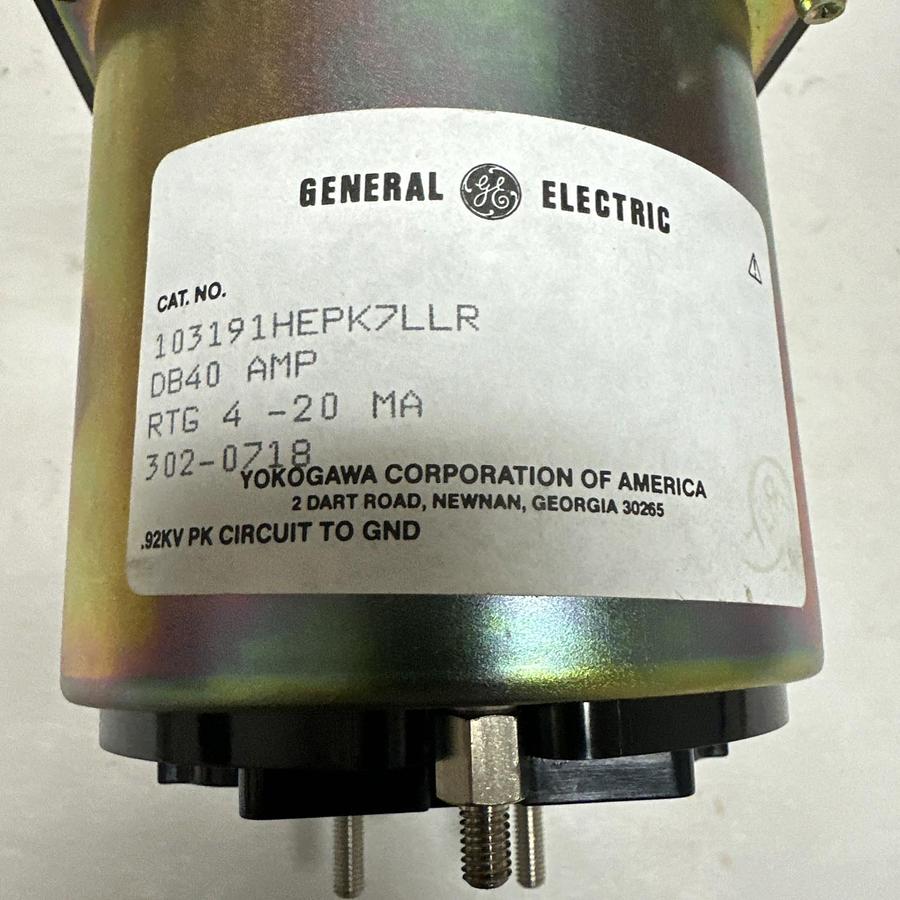 GENERAL GE ELECTRIC
CAT. NO.
103191HEPK7LLR
DB40 AMP
RTG 4 -20 MA
302-0718
YOKOGAWA CORPORATION OF AMERICA
2 DART ROAD, NEWNAN, GEORGIA 30265
.92KV PK CIRCUIT TO GND